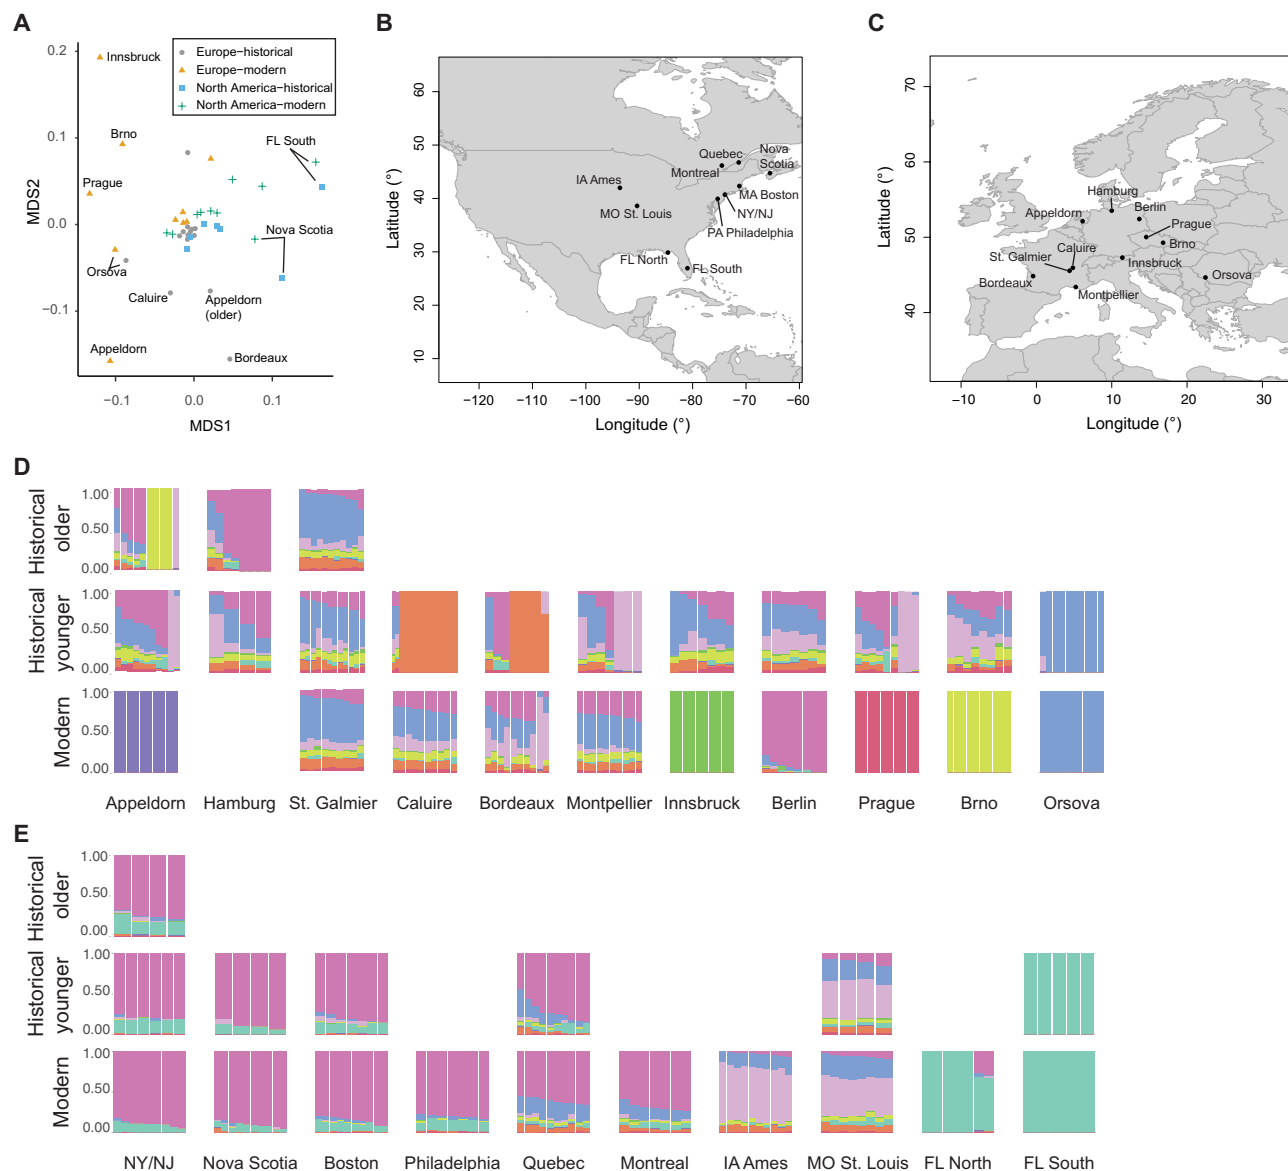 A
0.2
0.1
0.0
−0.1
MDS2
−0.1
0.0
0.1
MDS1
Europe−historical
Europe−modern
North America−historical
North America−modern
Innsbruck
Brno
FL South
Prague
Nova Scotia
Orsova
Caluire
Appeldorn
(older)
Appeldorn
Bordeaux
B
60
50
40
30
20
10
Latitude (°)
−120
−110
−100
−90
−80
−70
−60
Longitude (°)
Quebec
Nova
Scotia
Montreal
IA Ames
MA Boston
MO St. Louis
NY/NJ
PA Philadelphia
FL North
FL South
C
70
60
50
40
Latitude (°)
−10
0
10
20
30
Longitude (°)
Hamburg
Appeldorn
Berlin
Prague
Caluire
Brno
St. Galmier
Innsbruck
Bordeaux
Orsova
Montpellier
D
Historical
older
1.00
0.50
0.00
Historical
younger
1.00
0.50
0.00
Modern
1.00
0.50
0.00
Appeldorn
Hamburg
St. Galmier
Caluire
Bordeaux
Montpellier
Innsbruck
Berlin
Prague
Brno
Orsova
E
Historical
older
1.00
0.50
0.00
Historical
younger
1.00
0.50
0.00
Modern
1.00
0.50
0.00
NY/NJ
Nova Scotia
Boston
Philadelphia
Quebec
Montreal
IA Ames
MO St. Louis
FL North
FL South